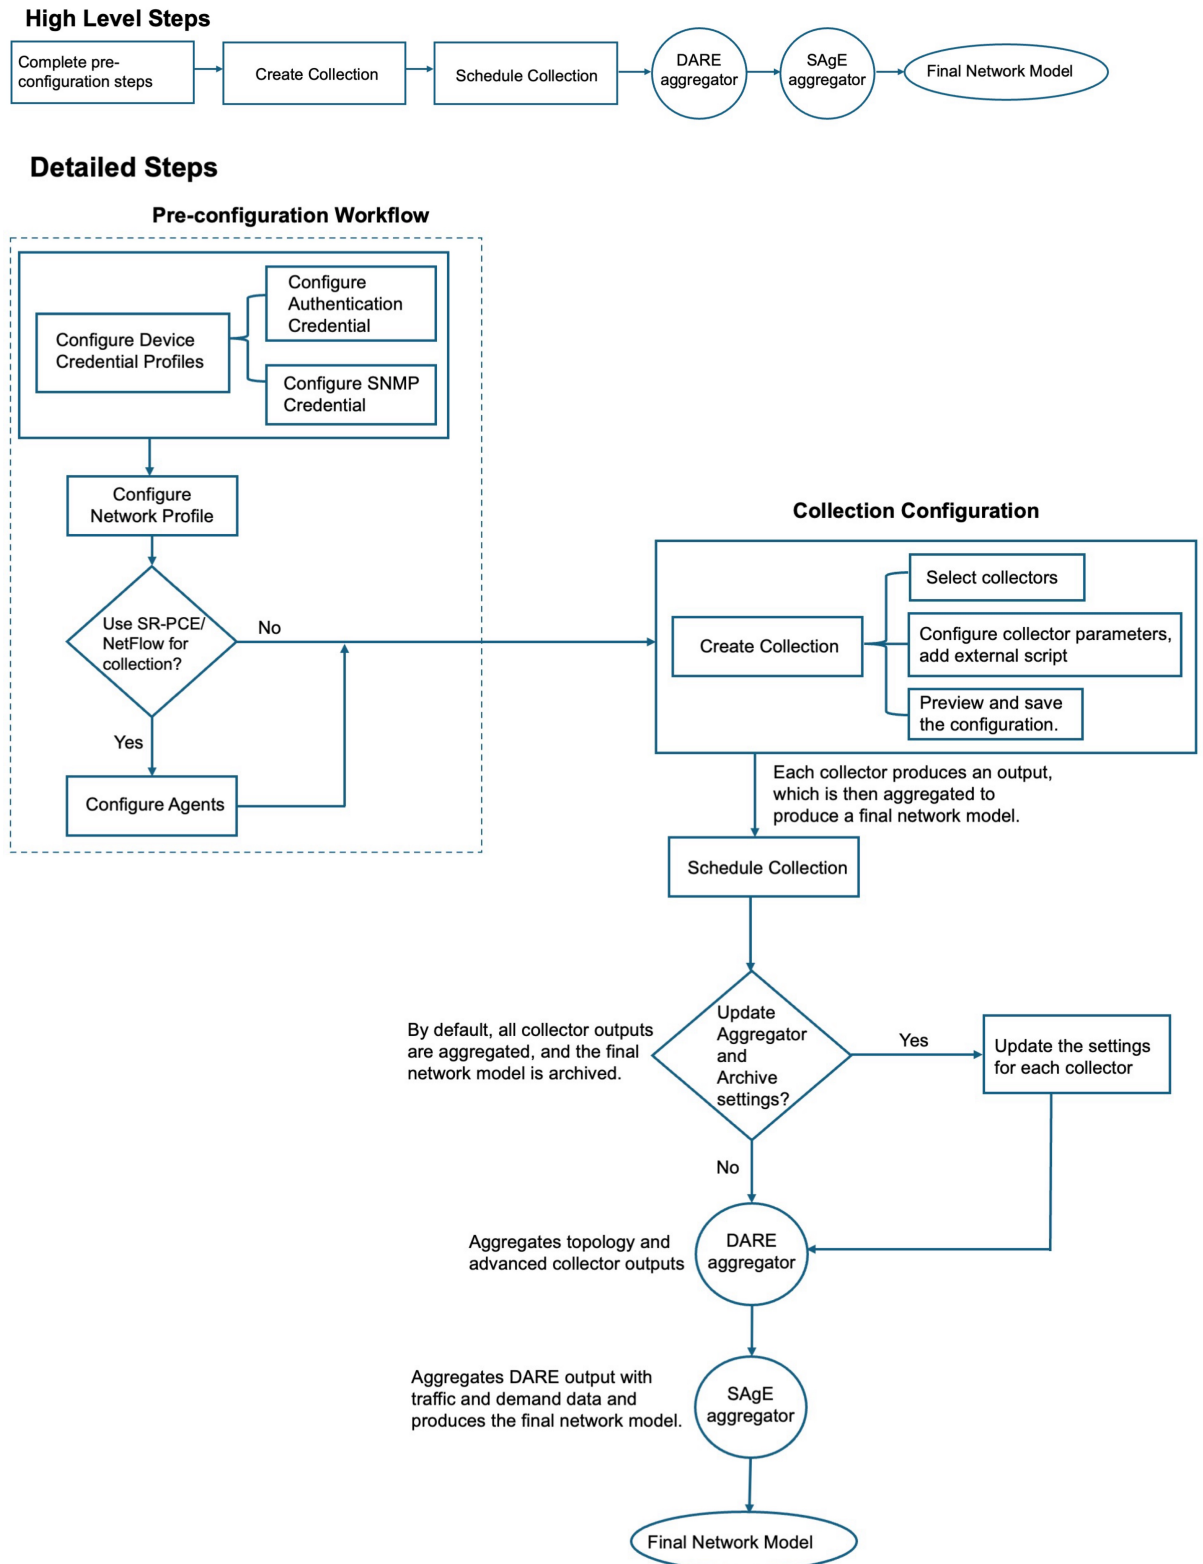 High Level Steps
Complete pre-
configuration steps
Create Collection
Schedule Collection
DARE
aggregator
SAgE
aggregator
Final Network Model
Detailed Steps
Pre-configuration Workflow
Configure Device
Credential Profiles
Configure
Authentication
Credential
Configure SNMP
Credential
Configure
Network Profile
Use SR-PCE/
NetFlow for
collection?
No
Yes
Configure Agents
Collection Configuration
Create Collection
Select collectors
Configure collector parameters,
add external script
Preview and save
the configuration.
Each collector produces an output,
which is then aggregated to
produce a final network model.
Schedule Collection
By default, all collector outputs
are aggregated, and the final
network model is archived.
Update
Aggregator
and
Archive
settings?
Yes
Update the settings
for each collector
No
Aggregates topology and
advanced collector outputs
DARE
aggregator
Aggregates DARE output with
traffic and demand data and
produces the final network model.
SAgE
aggregator
Final Network Model